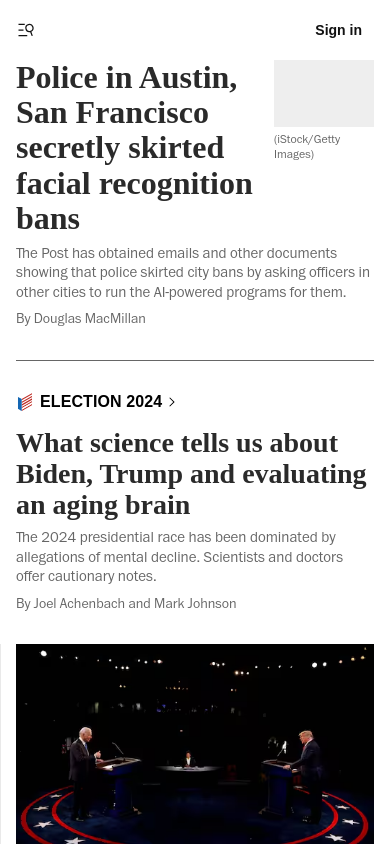 Sign in
Police in Austin,
San Francisco
secretly skirted
facial recognition
bans
(iStock/Getty
Images)
The Post has obtained emails and other documents
showing that police skirted city bans by asking officers in
other cities to run the AI-powered programs for them.
By Douglas MacMillan
ELECTION 2024
What science tells us about
Biden, Trump and evaluating
an aging brain
The 2024 presidential race has been dominated by
allegations of mental decline. Scientists and doctors
offer cautionary notes.
By Joel Achenbach and Mark Johnson